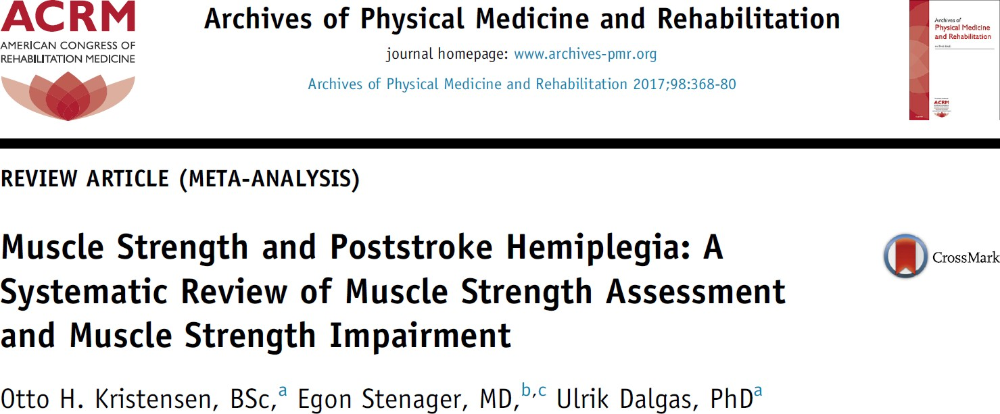 ACRM
AMERICAN CONGRESS OF
REHABILITATION MEDICINE
Archives of Physical Medicine and Rehabilitation
journal homepage: www.archives-pmr.org
Archives of Physical Medicine and Rehabilitation 2017;98:368-80
Archives of
Physical Medicine
and Rehabilitation
ACRM
REVIEW ARTICLE (META-ANALYSIS)
Muscle Strength and Poststroke Hemiplegia: A
Systematic Review of Muscle Strength Assessment
and Muscle Strength Impairment
CrossMark
Otto H. Kristensen, BSc,a Egon Stenager, MD,b,c Ulrik Dalgas, PhDa